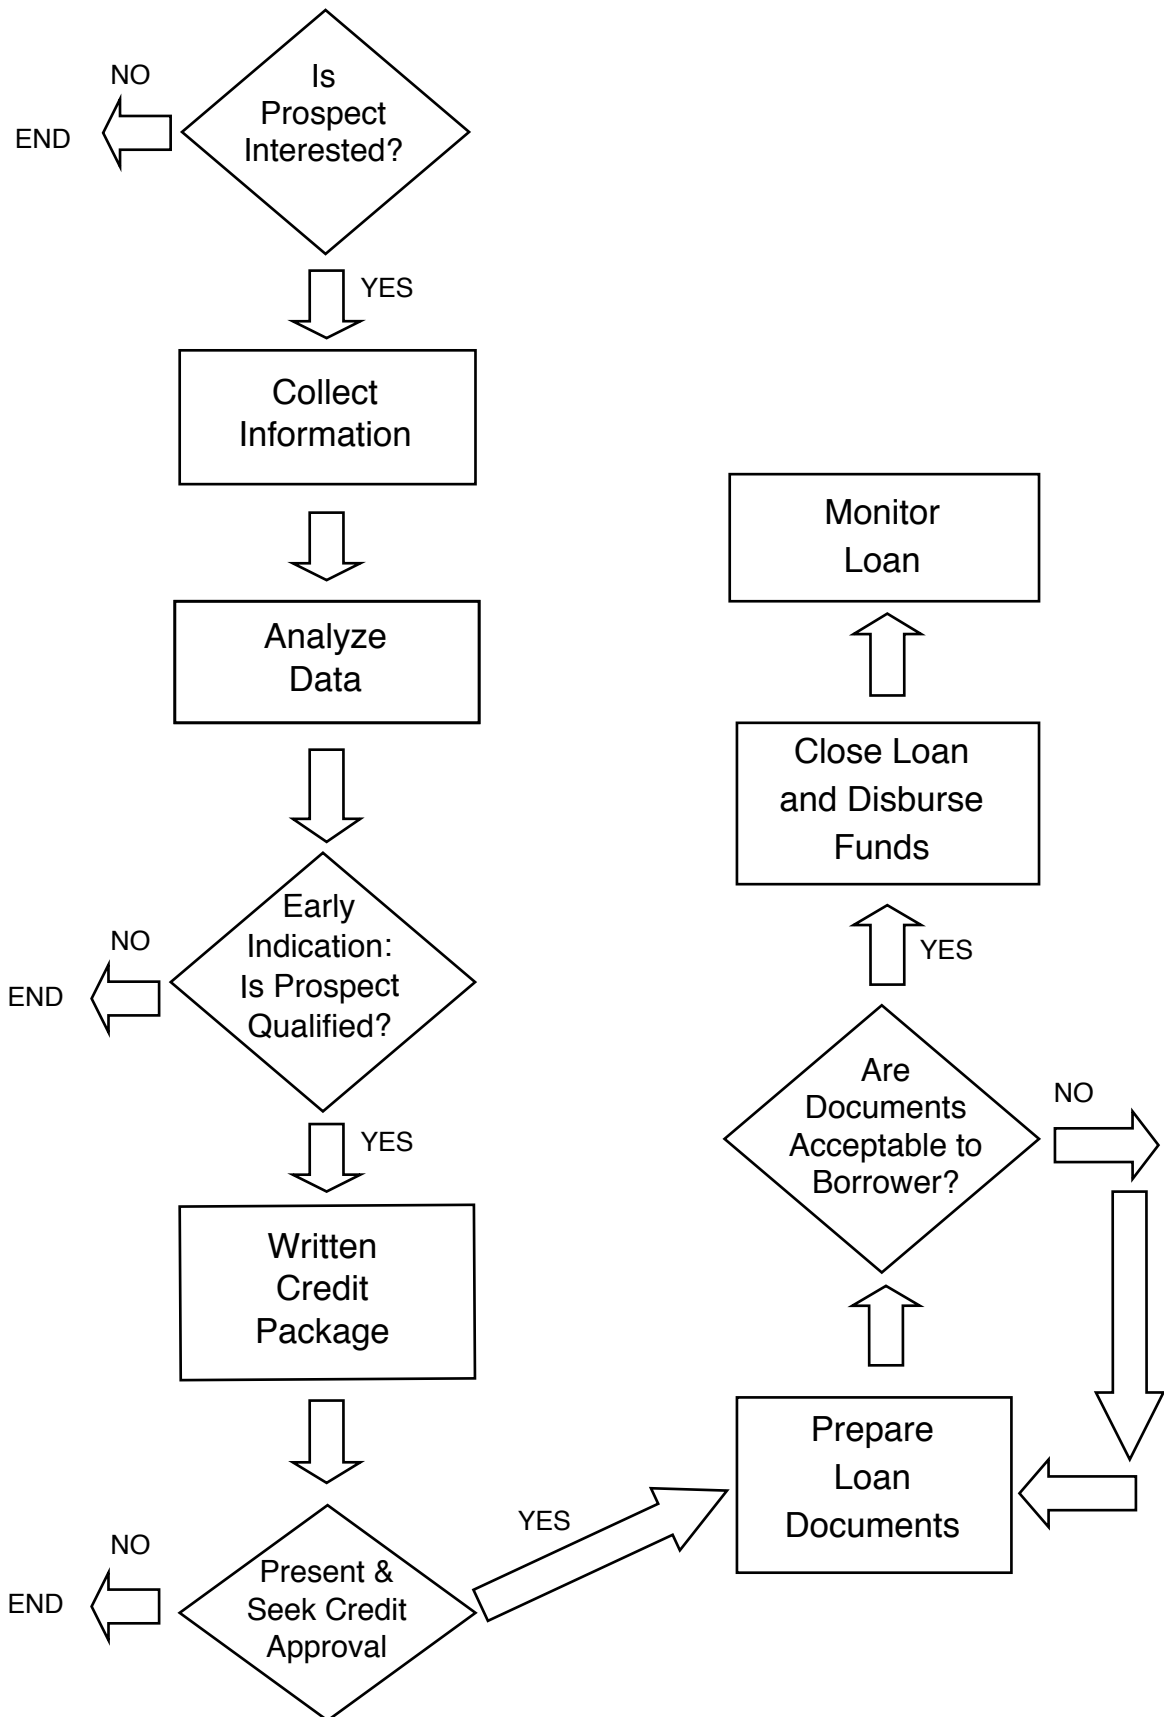 Is
Prospect
Interested?
NO
END
YES
Collect
Information
Analyze
Data
Early
Indication:
Is Prospect
Qualified?
NO
END
YES
Written
Credit
Package
Present &
Seek Credit
Approval
NO
END
YES
Prepare
Loan
Documents
Are
Documents
Acceptable to
Borrower?
NO
YES
Close Loan
and Disburse
Funds
Monitor
Loan